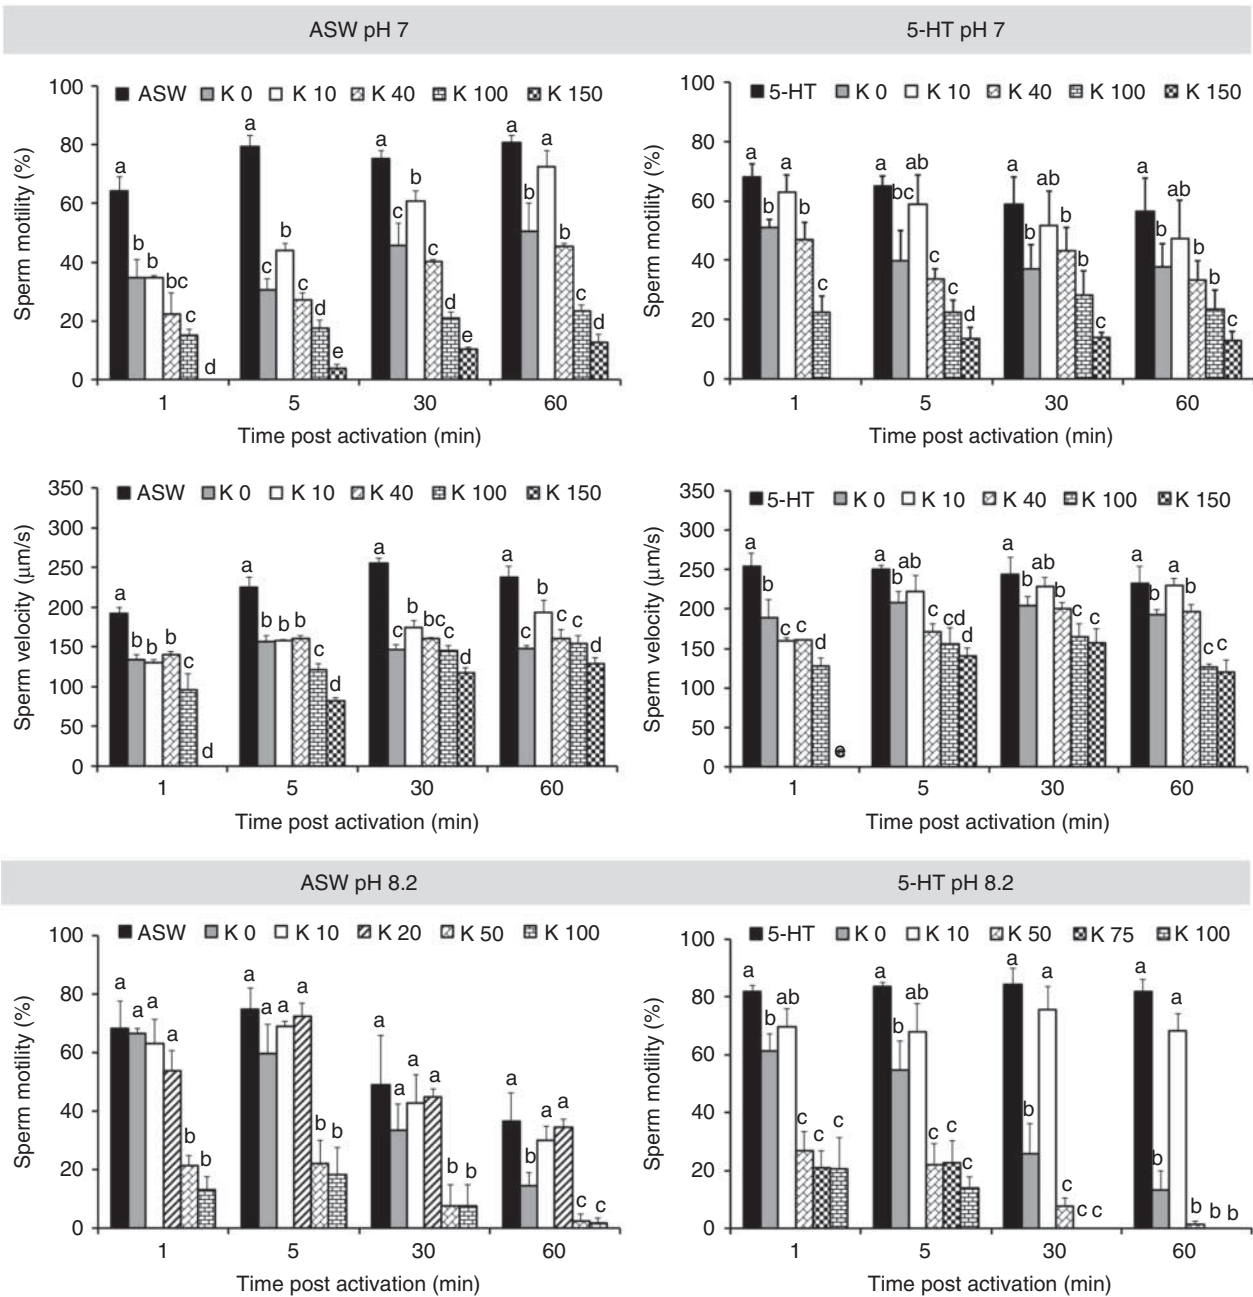 ASW pH 7
5-HT pH 7
ASW K 0 K 10 K 40 K 100 K 150
Sperm motility (%)
100
80
60
40
20
0
a
b
b
bc
c
d
a
c
b
c
d
e
a
c
b
c
d
e
a
b
a
b
c
d
1 5 30 60
Time post activation (min)
5-HT K 0 K 10 K 40 K 100 K 150
Sperm motility (%)
100
80
60
40
20
0
a
b
a
b
c
a
bc
ab
c
c
d
a
b
ab
b
b
c
a
b
ab
b
b
c
1 5 30 60
Time post activation (min)
ASW K 0 K 10 K 40 K 100 K 150
Sperm velocity (µm/s)
350
300
250
200
150
100
50
0
a
b
b
b
c
d
a
b
b
b
c
d
a
c
b
bc
c
d
a
c
b
c
c
d
1 5 30 60
Time post activation (min)
5-HT K 0 K 10 K 40 K 100 K 150
Sperm velocity (µm/s)
350
300
250
200
150
100
50
0
a
b
c
c
d
e
a
b
ab
c
cd
d
a
b
ab
b
c
c
a
b
a
b
c
c
1 5 30 60
Time post activation (min)
ASW pH 8.2
5-HT pH 8.2
ASW K 0 K 10 K 20 K 50 K 100
Sperm motility (%)
100
80
60
40
20
0
a
a
a
a
b
b
a
a
a
a
b
b
a
a
a
a
b
b
a
b
a
a
c
c
1 5 30 60
Time post activation (min)
5-HT K 0 K 10 K 50 K 75 K 100
Sperm motility (%)
100
80
60
40
20
0
a
b
ab
c
c
c
a
b
ab
c
c
c
a
b
a
c
c
c
a
b
a
b
b
b
1 5 30 60
Time post activation (min)